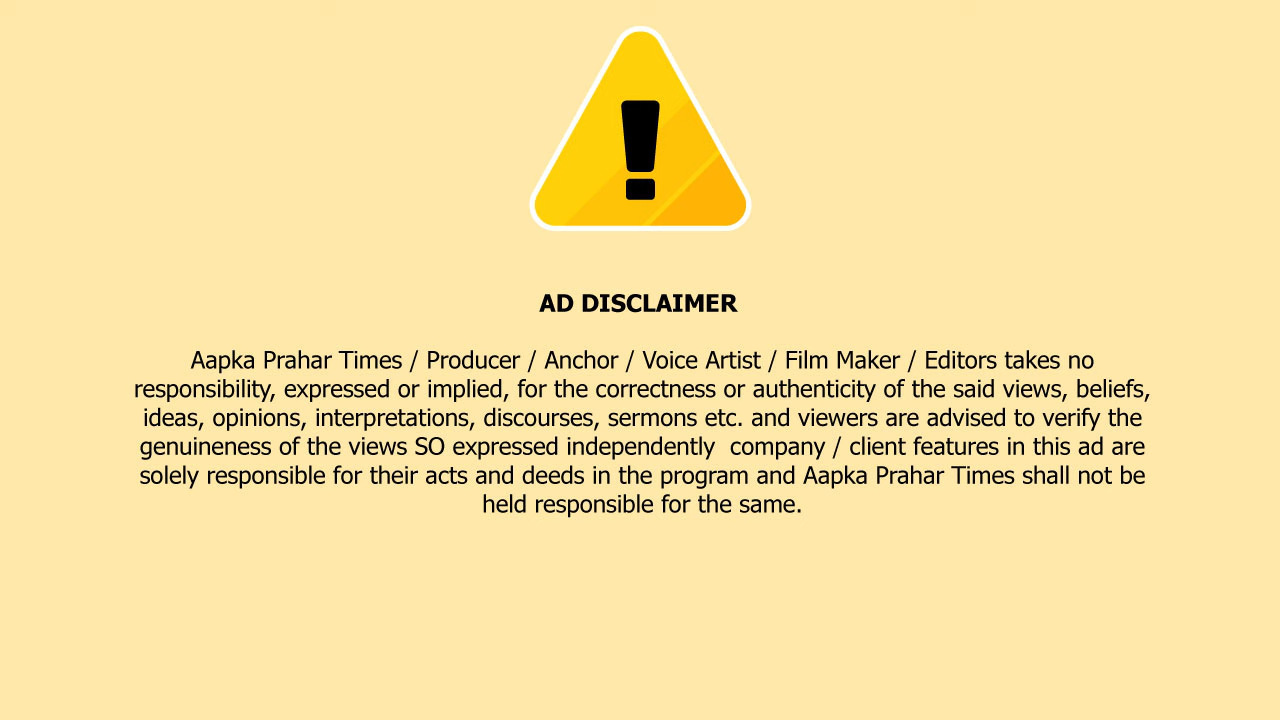 AD DISCLAIMER
Aapka Prahar Times / Producer / Anchor / Voice Artist / Film Maker / Editors takes no
responsibility, expressed or implied, for the correctness or authenticity of the said views, beliefs,
ideas, opinions, interpretations, discourses, sermons etc. and viewers are advised to verify the
genuineness of the views SO expressed independently  company / client features in this ad are
solely responsible for their acts and deeds in the program and Aapka Prahar Times shall not be
held responsible for the same.